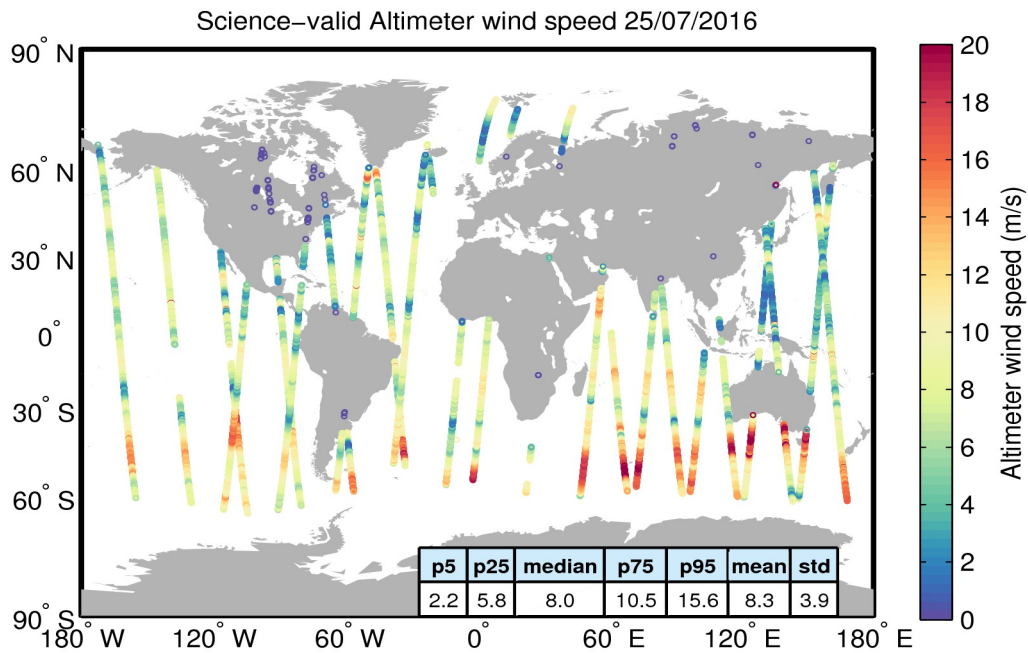 Science−valid Altimeter wind speed 25/07/2016
90° N
60° N
30° N
0°
30° S
60° S
90° S
180° W
120° W
60° W
0°
60° E
120° E
180° E
p5 p25 median p75 p95 mean std
2.2 5.8 8.0 10.5 15.6 8.3 3.9
20
18
16
14
12
10
8
6
4
2
0
Altimeter wind speed (m/s)